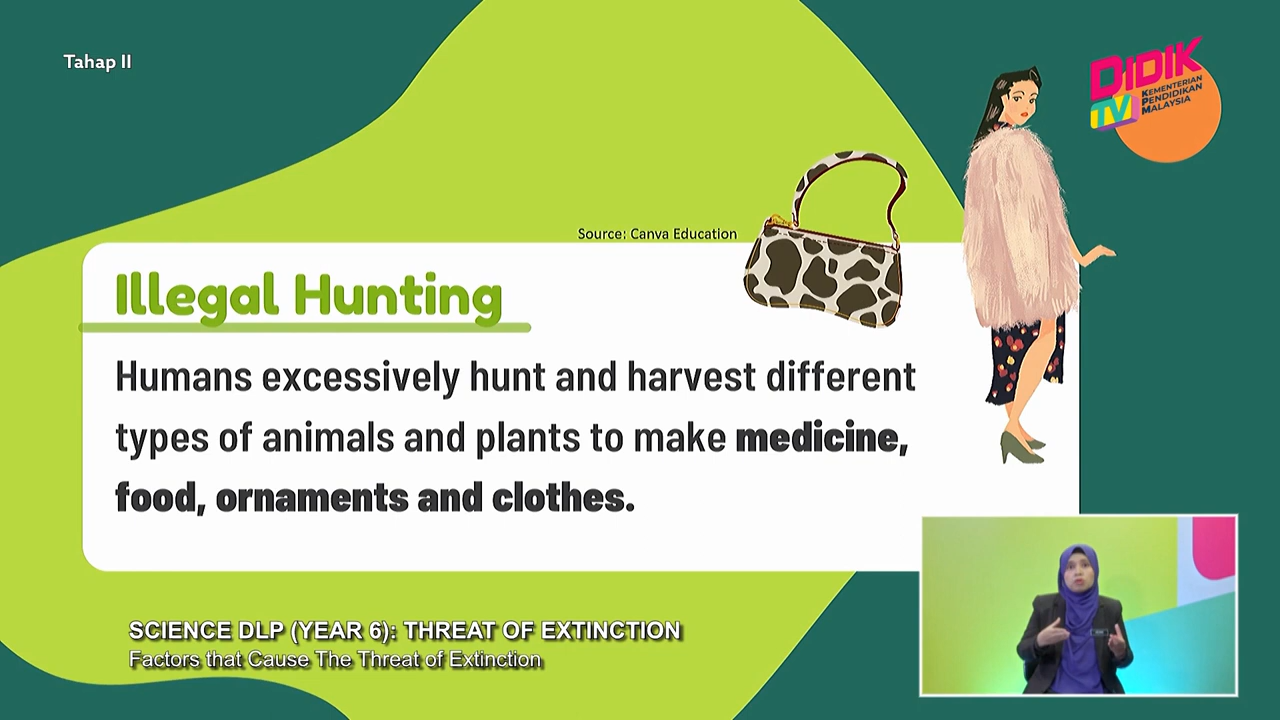 Tahap II
DIDIK
TV
KEMENTERIAN
PENDIDIKAN
MALAYSIA
Source: Canva Education
Illegal Hunting
Humans excessively hunt and harvest different
types of animals and plants to make medicine,
food, ornaments and clothes.
SCIENCE DLP (YEAR 6): THREAT OF EXTINCTION
Factors that Cause The Threat of Extinction